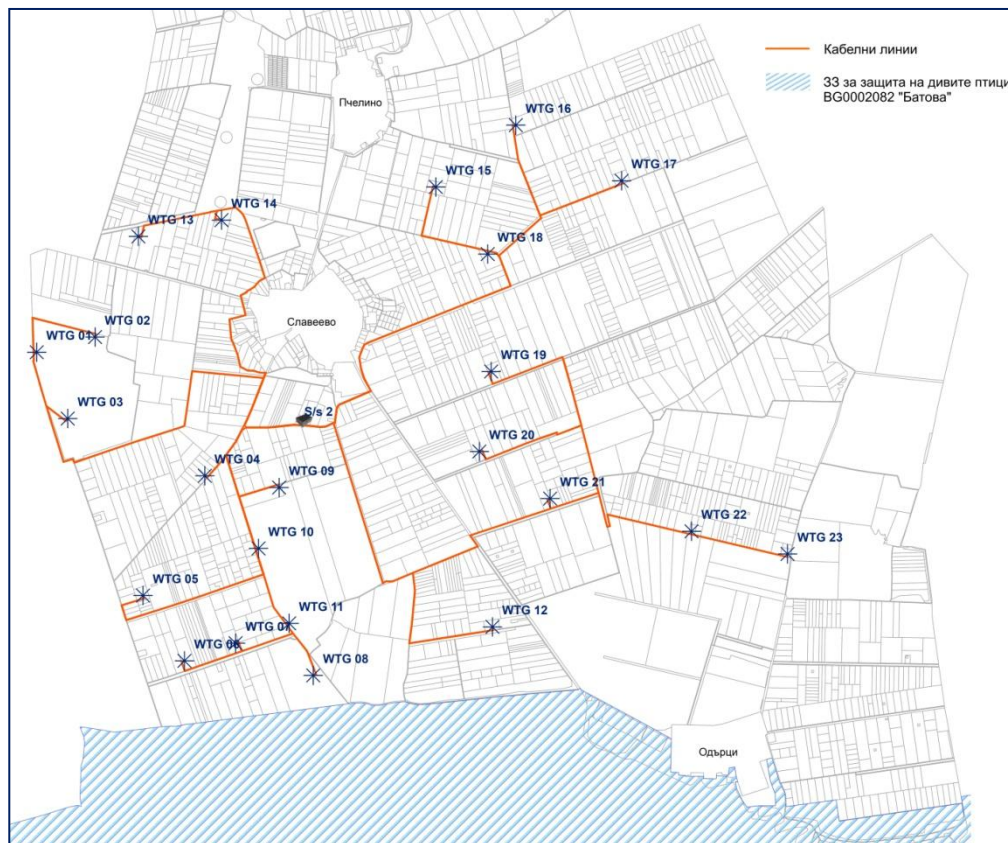 Кабелни линии
ЗЗ за защита на дивите птици
BG0002082 "Батова"
Пчелино
WTG 16
WTG 15
WTG 17
WTG 14
WTG 13
WTG 18
Славеево
WTG 02
WTG 01
WTG 19
WTG 03
S/s 2
WTG 20
WTG 04
WTG 09
WTG 21
WTG 22
WTG 10
WTG 23
WTG 05
WTG 11
WTG 12
WTG 07
WTG 06
WTG 08
Одърци